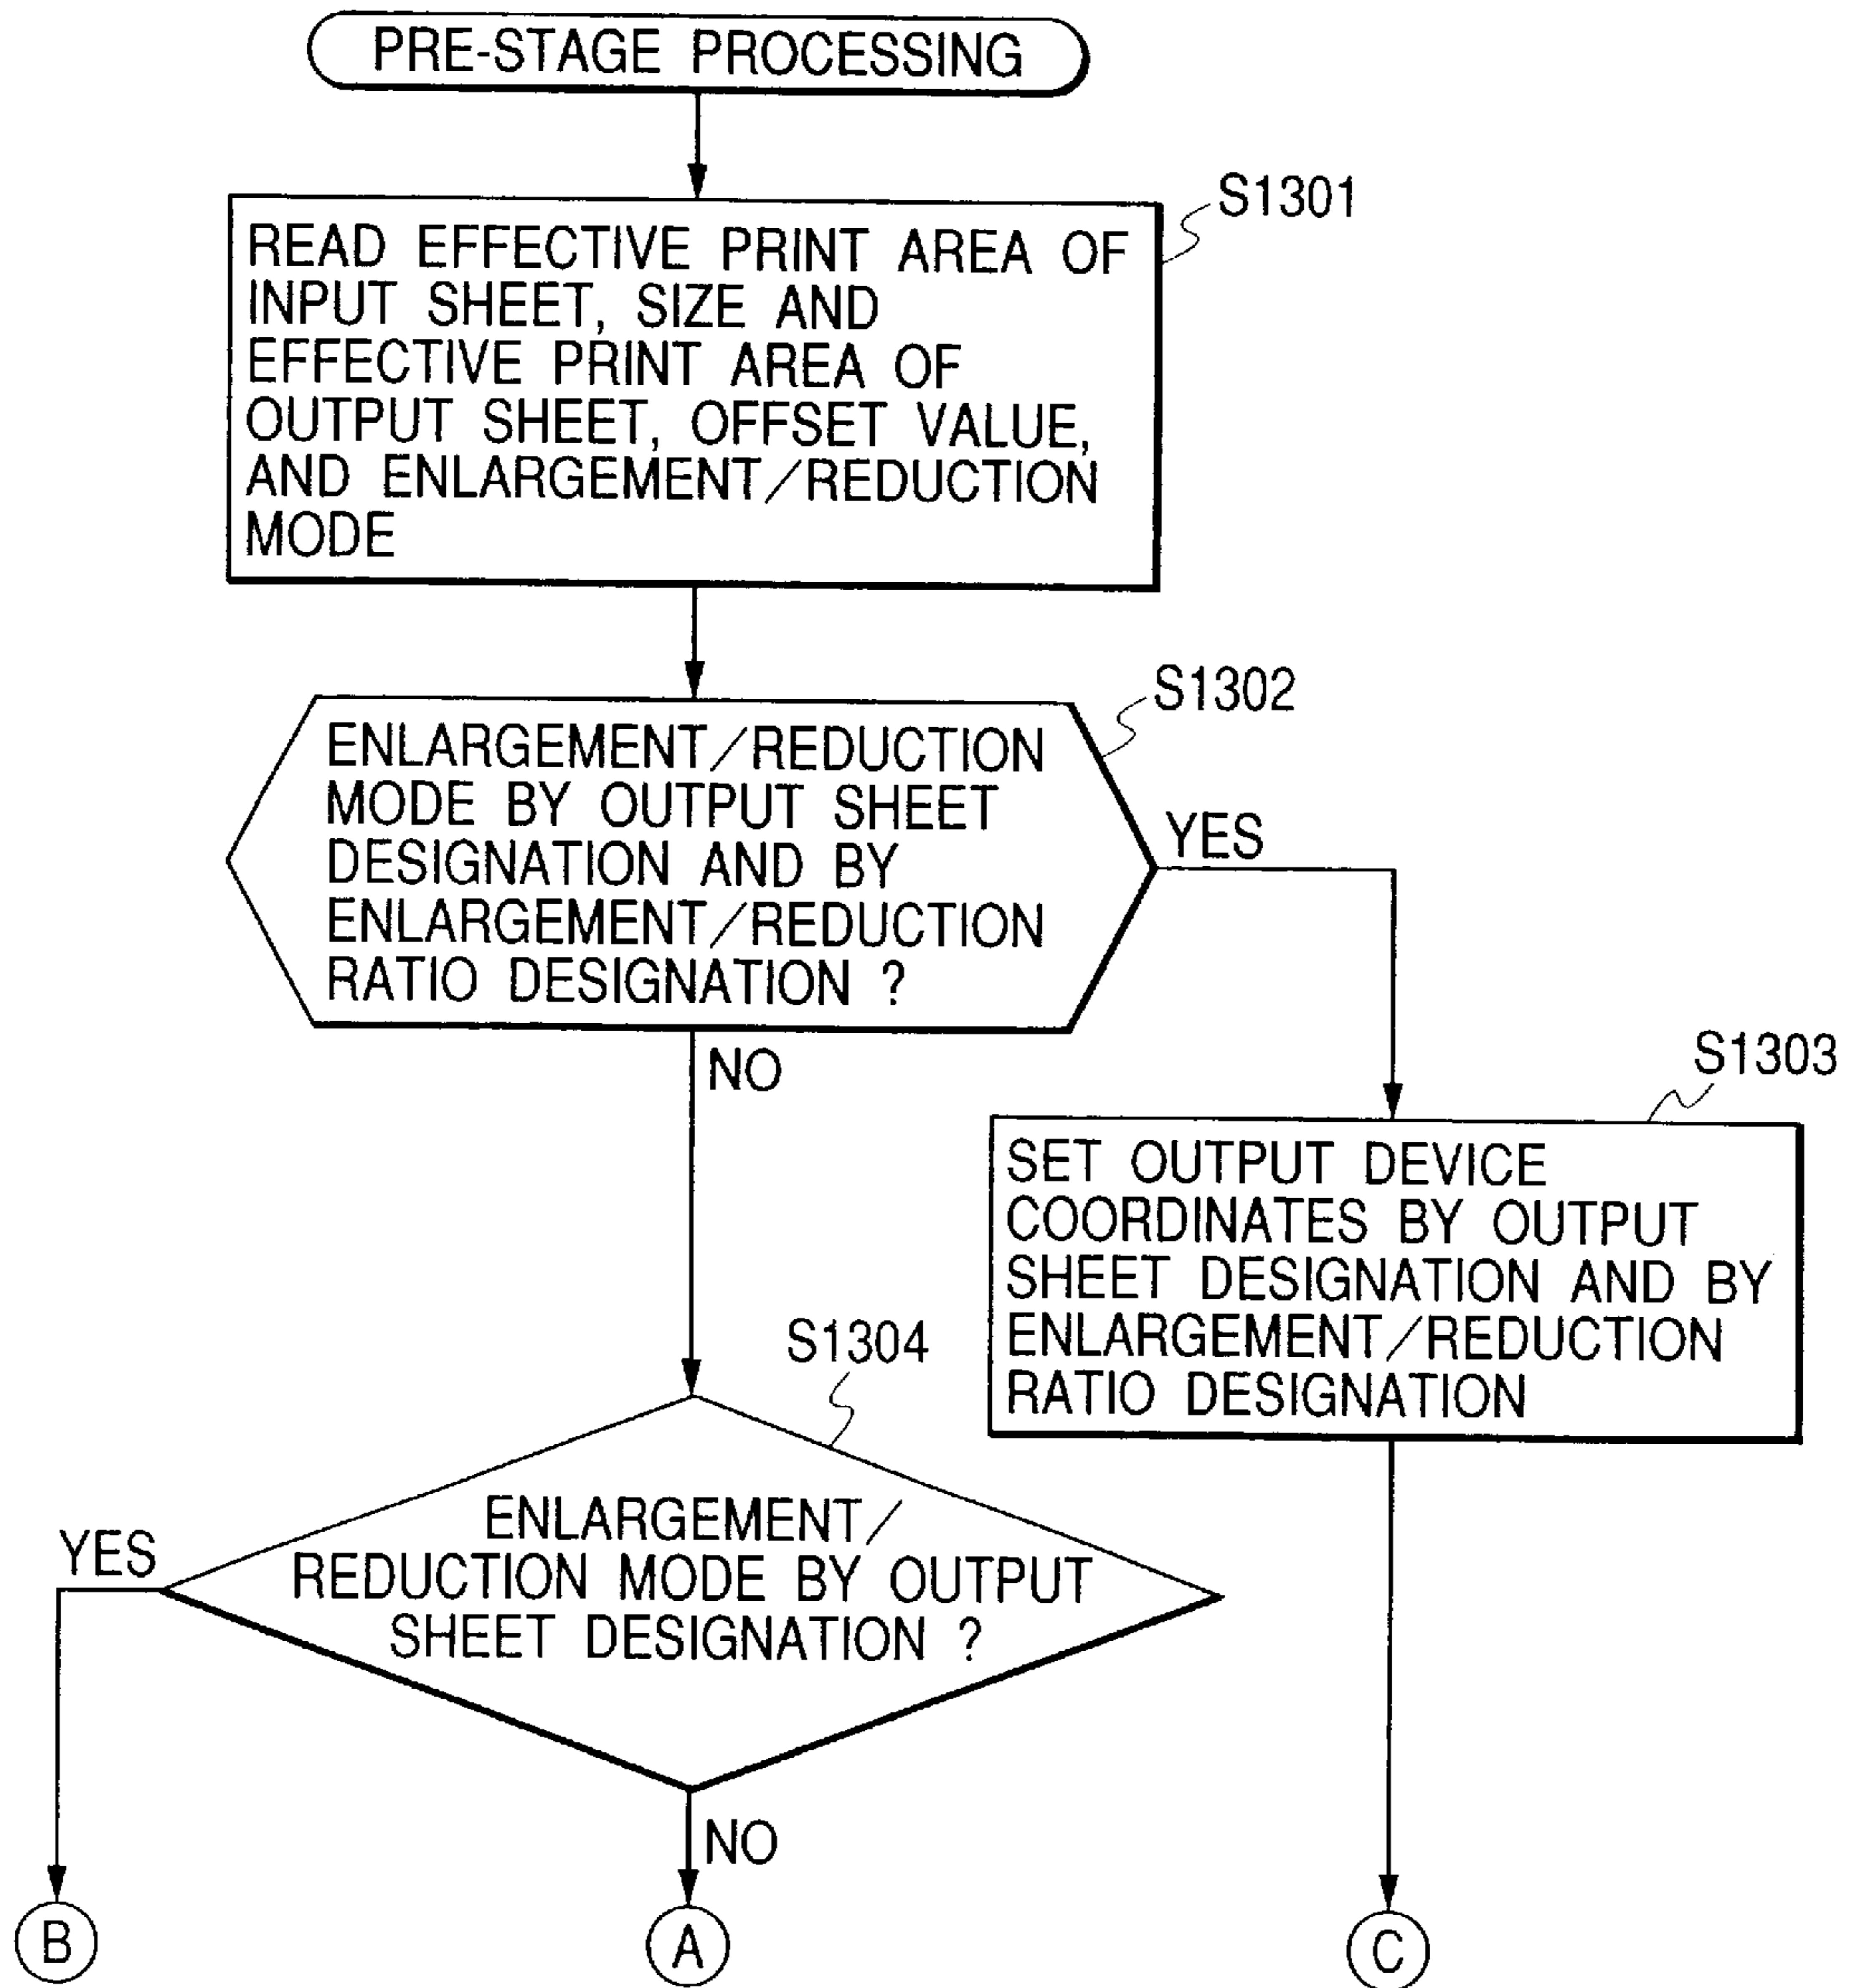 PRE-STAGE PROCESSING
S1301
READ EFFECTIVE PRINT AREA OF
INPUT SHEET, SIZE AND
EFFECTIVE PRINT AREA OF
OUTPUT SHEET, OFFSET VALUE,
AND ENLARGEMENT/REDUCTION
MODE
S1302
ENLARGEMENT/REDUCTION
MODE BY OUTPUT SHEET
DESIGNATION AND BY
ENLARGEMENT/REDUCTION
RATIO DESIGNATION ?
YES
NO
S1303
SET OUTPUT DEVICE
COORDINATES BY OUTPUT
SHEET DESIGNATION AND BY
ENLARGEMENT/REDUCTION
RATIO DESIGNATION
S1304
ENLARGEMENT/
REDUCTION MODE BY OUTPUT
SHEET DESIGNATION ?
YES
NO
B
A
C